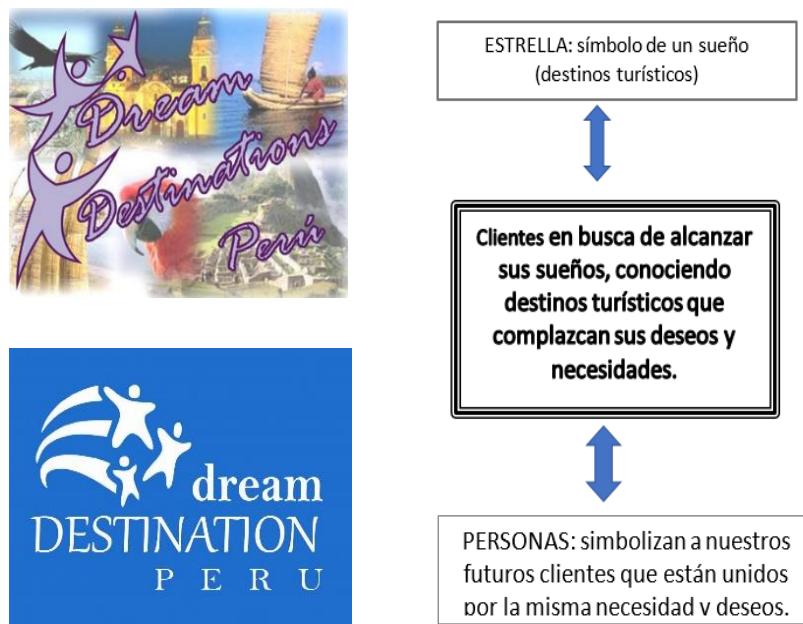 Dream
Destinations
Perú
dream
DESTINATION
PERU
ESTRELLA: símbolo de un sueño
(destinos turísticos)
Clientes en busca de alcanzar
sus sueños, conociendo
destinos turísticos que
complazcan sus deseos y
necesidades.
PERSONAS: simbolizan a nuestros
futuros clientes que están unidos
por la misma necesidad y deseos.